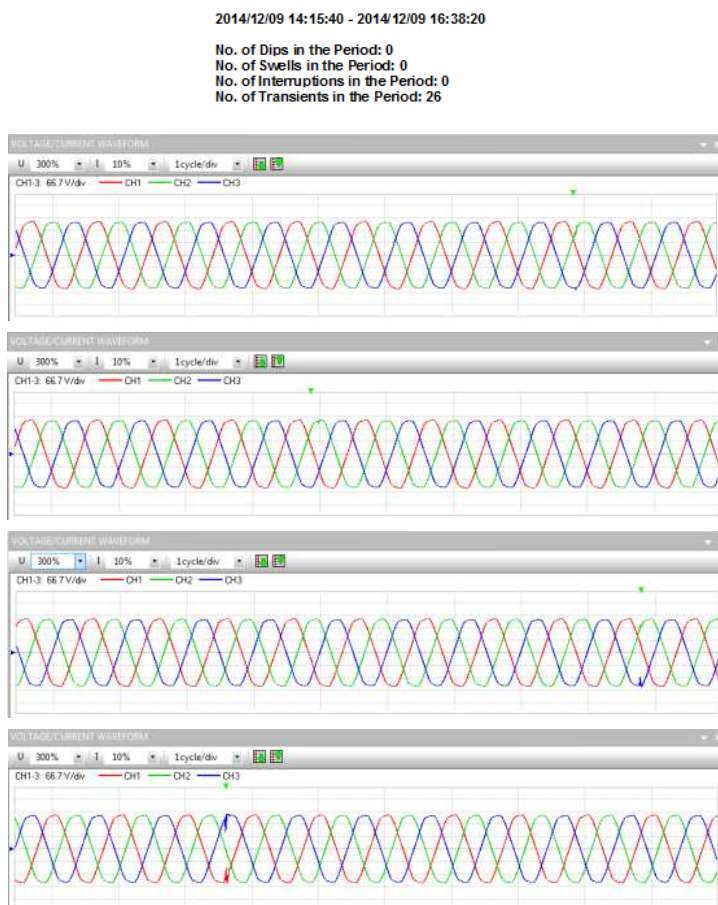 2014/12/09 14:15:40 - 2014/12/09 16:38:20
No. of Dips in the Period: 0
No. of Swells in the Period: 0
No. of Interruptions in the Period: 0
No. of Transients in the Period: 26
VOLTAGE/CURRENT WAVEFORM
U 300% I 10% 1cycle/div
CH1-3: 66.7 V/div CH1 CH2 CH3
VOLTAGE/CURRENT WAVEFORM
U 300% I 10% 1cycle/div
CH1-3: 66.7 V/div CH1 CH2 CH3
VOLTAGE/CURRENT WAVEFORM
U 300% I 10% 1cycle/div
CH1-3: 66.7 V/div CH1 CH2 CH3
VOLTAGE/CURRENT WAVEFORM
U 300% I 10% 1cycle/div
CH1-3: 66.7 V/div CH1 CH2 CH3